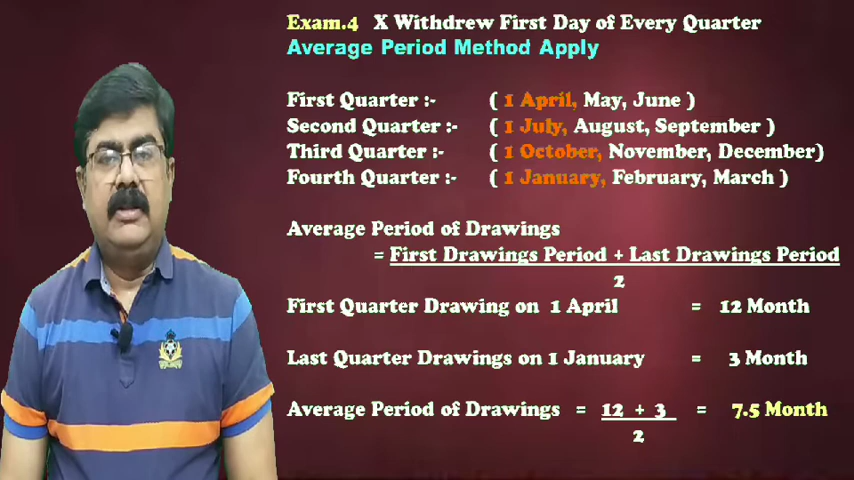 Exam.4 X Withdrew First Day of Every Quarter
Average Period Method Apply
First Quarter :- ( 1 April, May, June )
Second Quarter :- ( 1 July, August, September )
Third Quarter :- ( 1 October, November, December)
Fourth Quarter :- ( 1 January, February, March )
Average Period of Drawings
= First Drawings Period + Last Drawings Period
2
First Quarter Drawing on 1 April = 12 Month
Last Quarter Drawings on 1 January = 3 Month
Average Period of Drawings = 12 + 3 = 7.5 Month
2